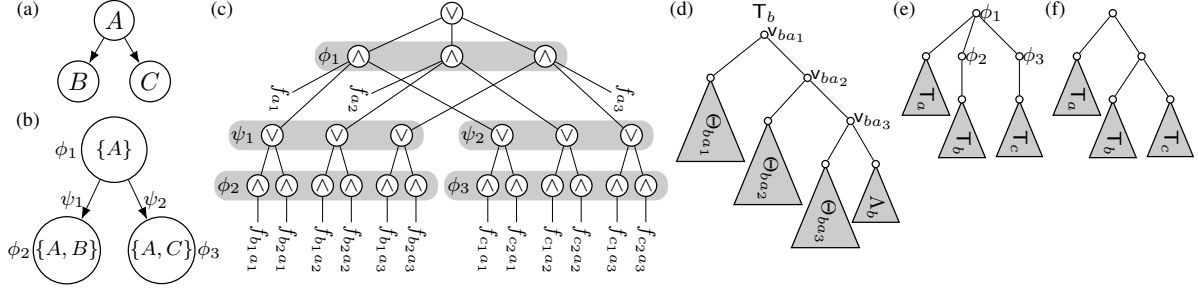 (a)
A
B
C
(b)
ϕ1
{A}
ψ1
ψ2
ϕ2
{A, B}
{A, C}
ϕ3
(c)
∨
ϕ1 ∧ ∧ ∧
fa1
fa2
fa3
ψ1 ∨ ∨ ∨
ψ2 ∨ ∨ ∨
ϕ2 ∧ ∧ ∧ ∧ ∧ ∧
ϕ3 ∧ ∧ ∧ ∧ ∧ ∧
fb1a1 fb2a1 fb1a2 fb2a2 fb1a3 fb2a3
fc1a1 fc2a1 fc1a2 fc2a2 fc1a3 fc2a3
(d)
Tb
vba1
vba2
vba3
Θba1
Θba2
Θba3
Λb
(e)
ϕ1
ϕ2
ϕ3
Ta
Tb
Tc
(f)
Ta
Tb
Tc